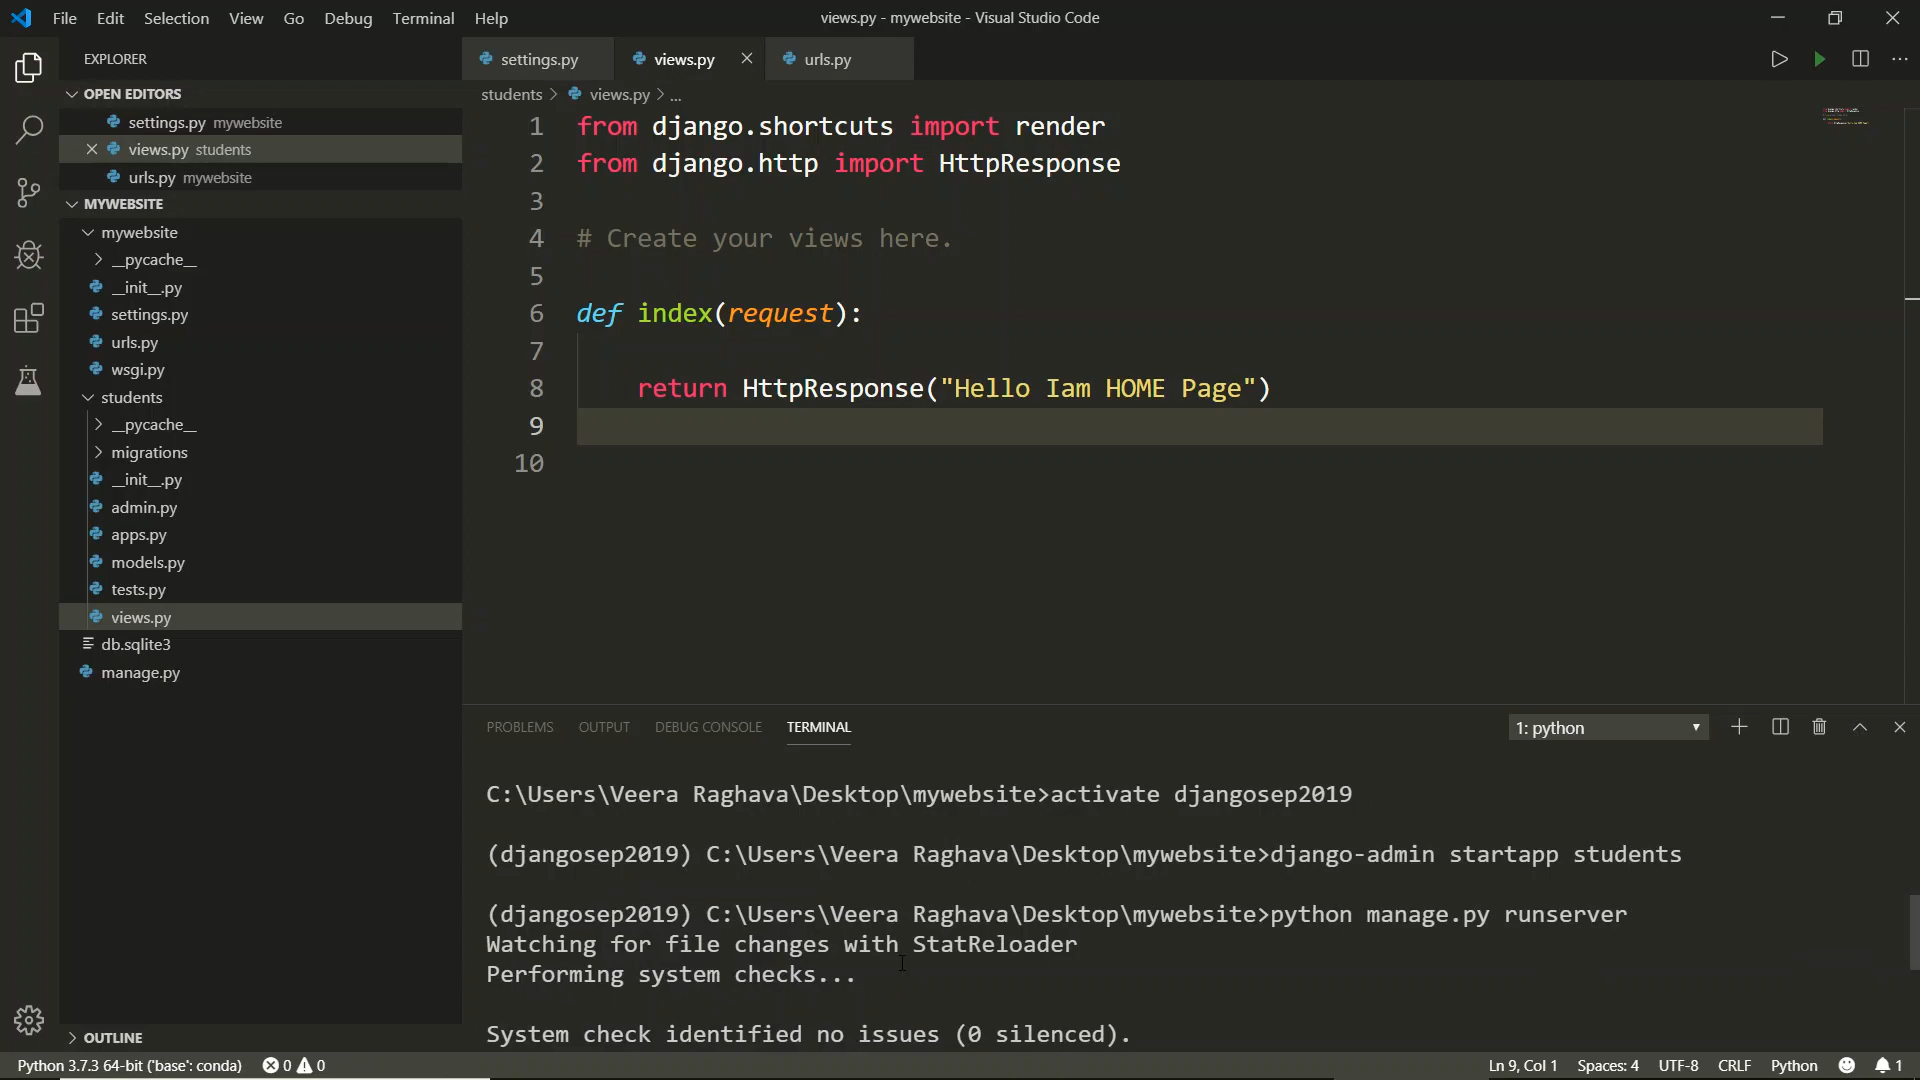 File Edit Selection View Go Debug Terminal Help
views.py - mywebsite - Visual Studio Code
EXPLORER
OPEN EDITORS
settings.py mywebsite
views.py students
urls.py mywebsite
MYWEBSITE
mywebsite
__pycache__
__init__.py
settings.py
urls.py
wsgi.py
students
__pycache__
migrations
__init__.py
admin.py
apps.py
models.py
tests.py
views.py
db.sqlite3
manage.py
OUTLINE
settings.py views.py urls.py
students > views.py > ...
1 from django.shortcuts import render
2 from django.http import HttpResponse
3
4 # Create your views here.
5
6 def index(request):
7
8 return HttpResponse("Hello Iam HOME Page")
9
10
PROBLEMS OUTPUT DEBUG CONSOLE TERMINAL
1: python
C:\Users\Veera Raghava\Desktop\mywebsite>activate djangosep2019
(djangosep2019) C:\Users\Veera Raghava\Desktop\mywebsite>django-admin startapp students
(djangosep2019) C:\Users\Veera Raghava\Desktop\mywebsite>python manage.py runserver
Watching for file changes with StatReloader
Performing system checks...
System check identified no issues (0 silenced).
Python 3.7.3 64-bit ('base': conda) 0 0
Ln 9, Col 1 Spaces: 4 UTF-8 CRLF Python 1